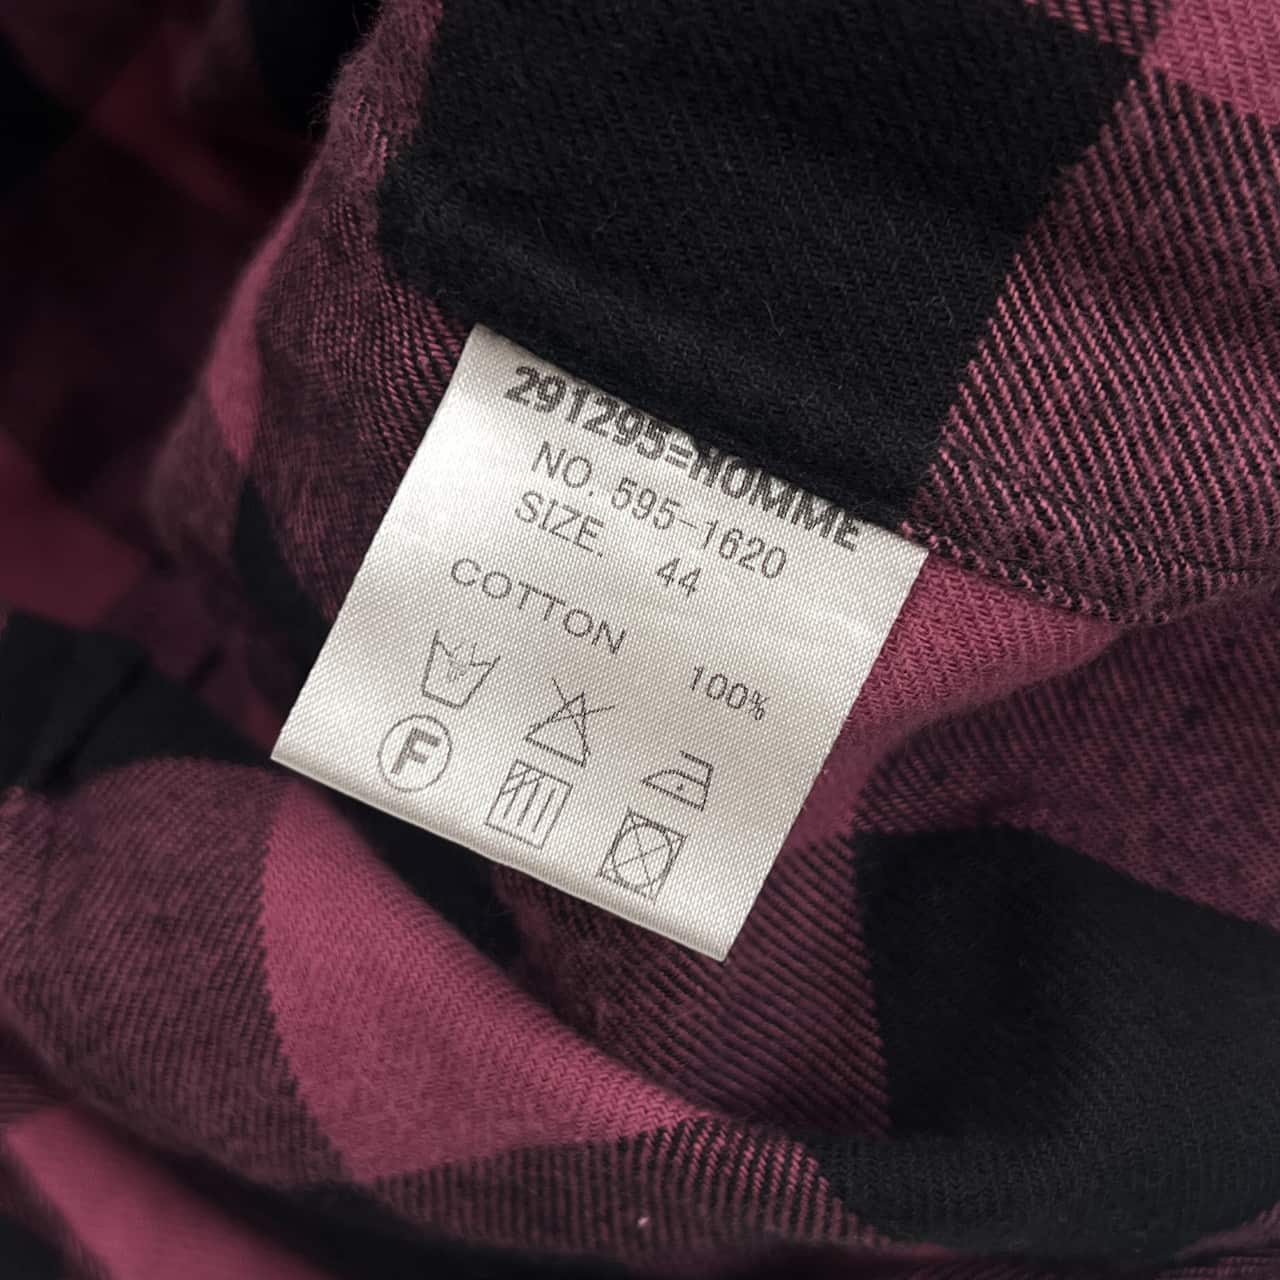 291295=HOMME
NO. 595-1620
SIZE. 44
COTTON 100%
F